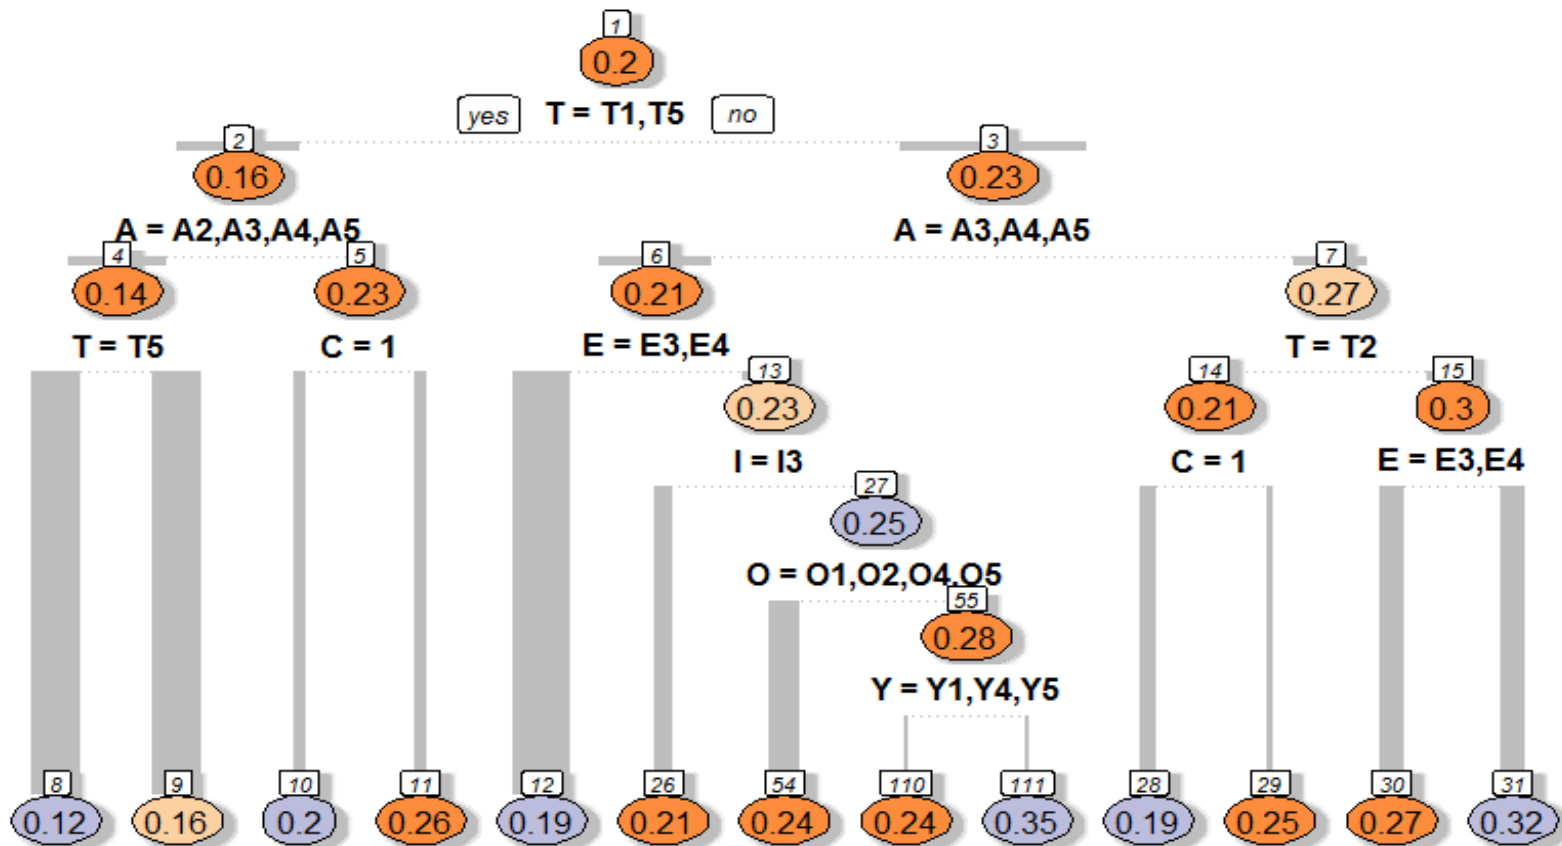 1
0.2
yes T = T1,T5 no
2 3
0.16 0.23
A = A2,A3,A4,A5 A = A3,A4,A5
4 5 6 7
0.14 0.23 0.21 0.27
T = T5 C = 1 E = E3,E4 T = T2
13 14 15
0.23 0.21 0.3
I = I3 C = 1 E = E3,E4
27
0.25
O = O1,O2,O4,O5
55
0.28
Y = Y1,Y4,Y5
8 9 10 11 12 26 54 110 111 28 29 30 31
0.12 0.16 0.2 0.26 0.19 0.21 0.24 0.24 0.35 0.19 0.25 0.27 0.32